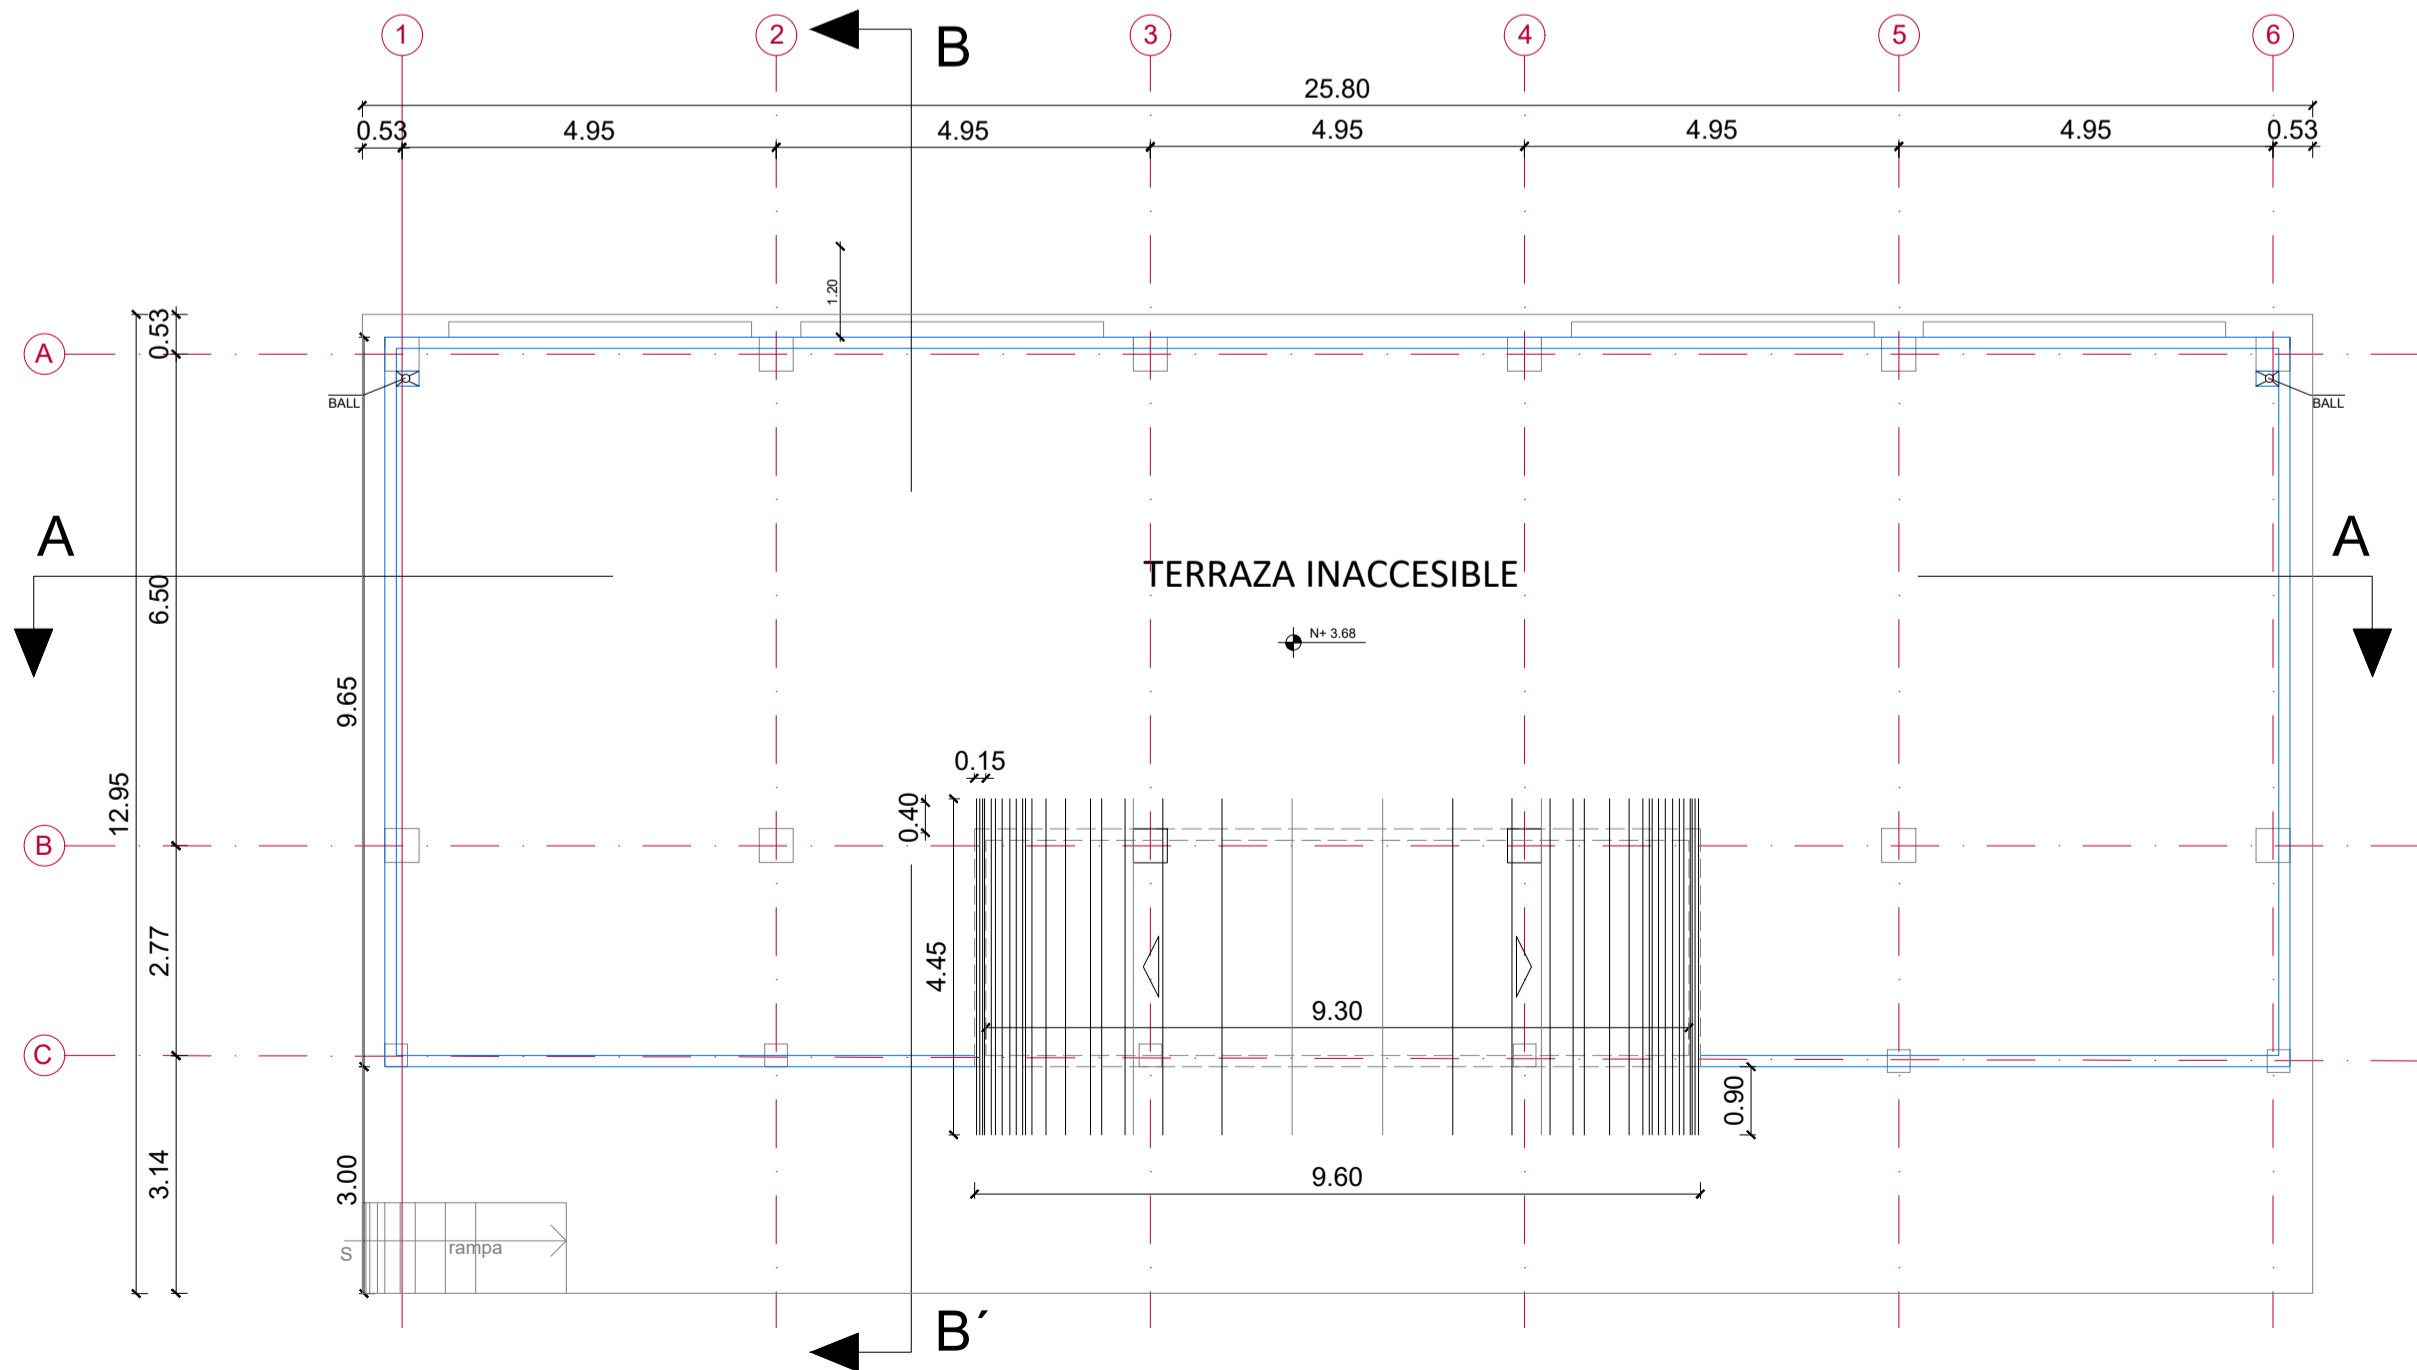 1 2 B 3 4 5 6
25.80
0.53 4.95 4.95 4.95 4.95 4.95 0.53
1.20
0.53
A
BALL BALL
A A
TERRAZA INACCESIBLE
6.50
N+ 3.68
9.65
0.15
12.95
0.40
B
2.77
4.45
9.30
C
0.90
3.14
3.00
9.60
S rampa
B´